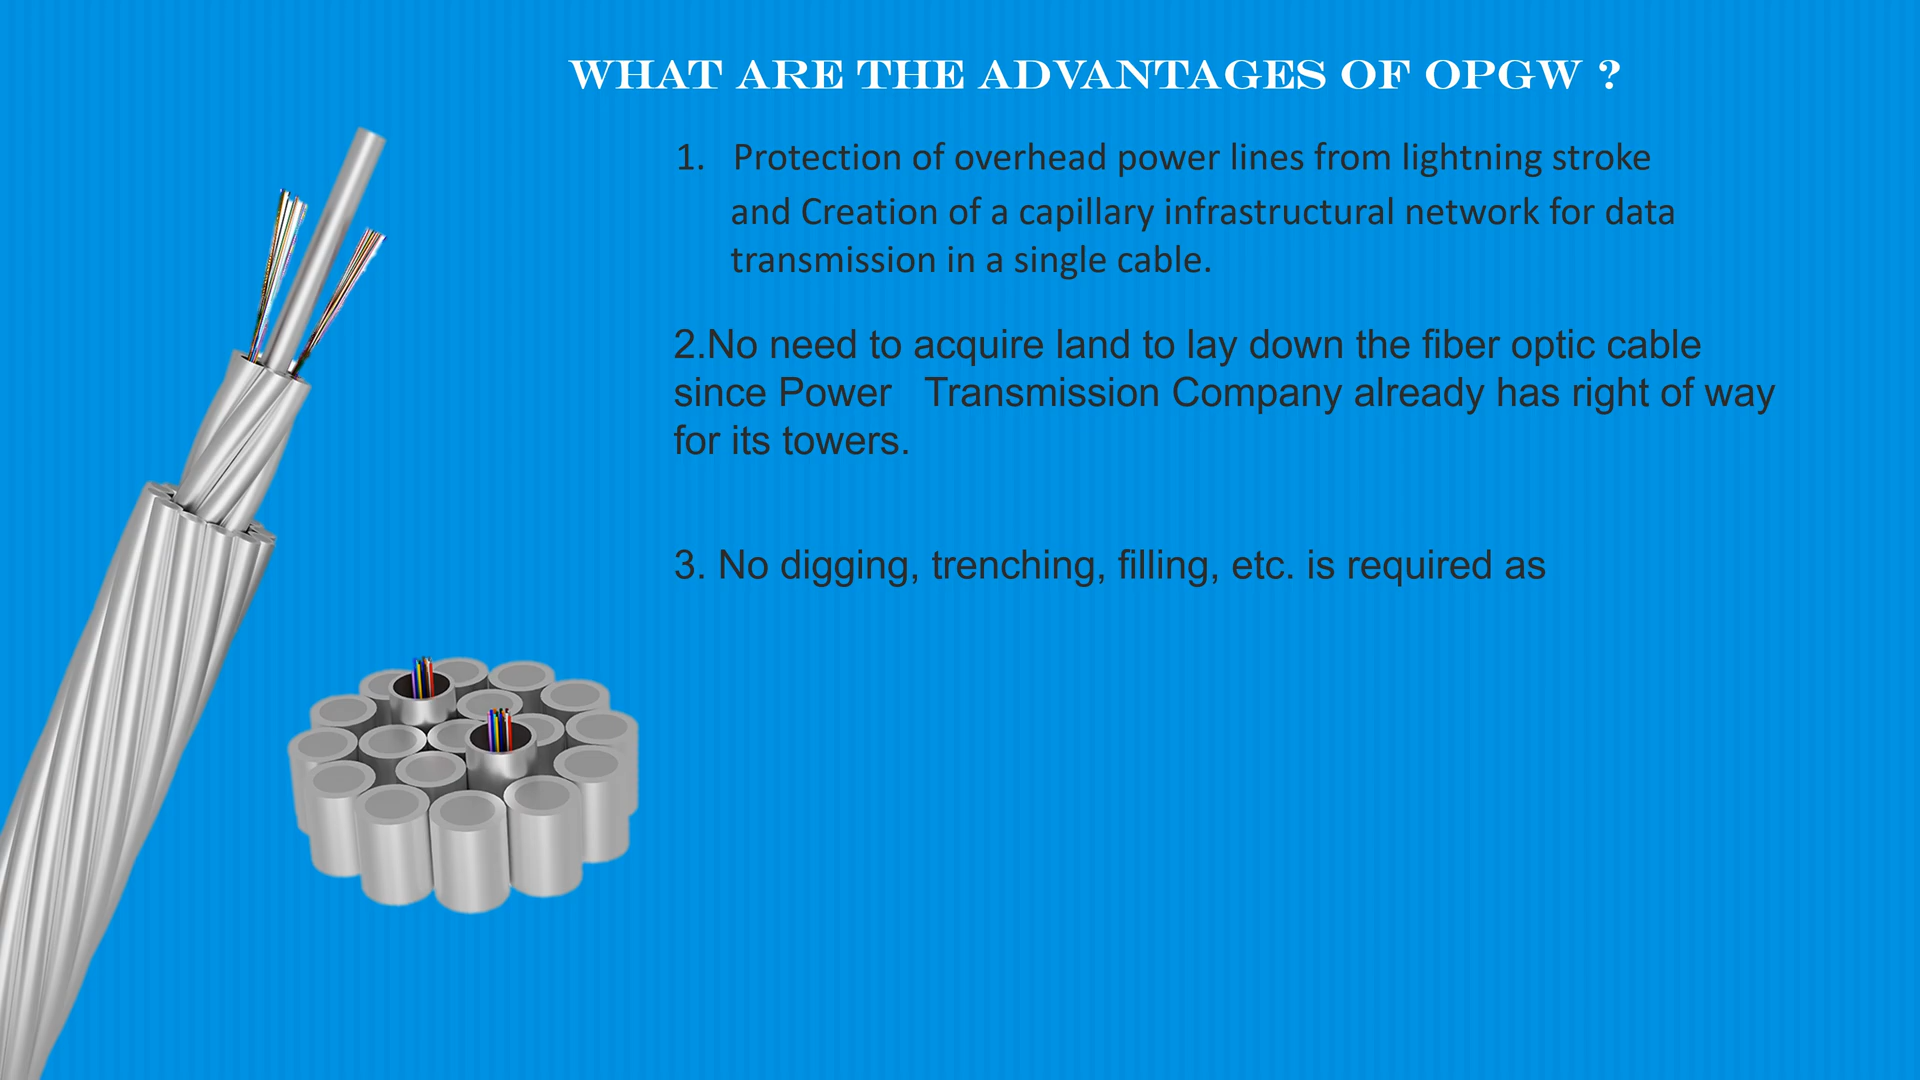 WHAT ARE THE ADVANTAGES OF OPGW ?
1. Protection of overhead power lines from lightning stroke
and Creation of a capillary infrastructural network for data
transmission in a single cable.
2.No need to acquire land to lay down the fiber optic cable
since Power Transmission Company already has right of way
for its towers.
3. No digging, trenching, filling, etc. is required as